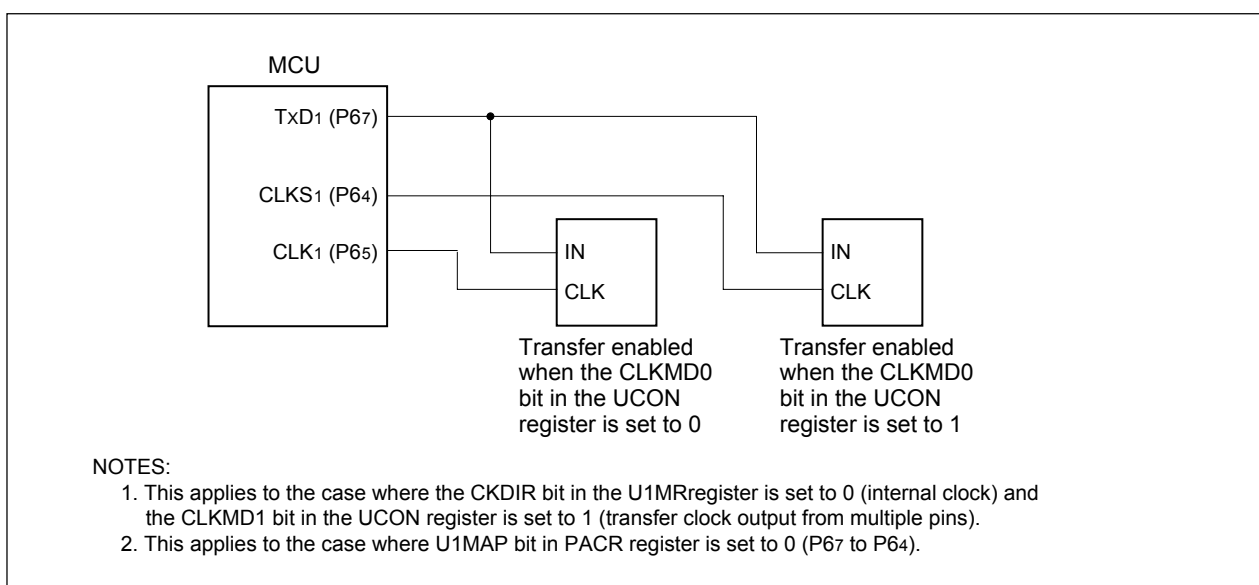 MCU
TxD1 (P67)
CLKS1 (P64)
CLK1 (P65)
IN
CLK
IN
CLK
Transfer enabled
when the CLKMD0
bit in the UCON
register is set to 0
Transfer enabled
when the CLKMD0
bit in the UCON
register is set to 1
NOTES:
1. This applies to the case where the CKDIR bit in the U1MRregister is set to 0 (internal clock) and
the CLKMD1 bit in the UCON register is set to 1 (transfer clock output from multiple pins).
2. This applies to the case where U1MAP bit in PACR register is set to 0 (P67 to P64).